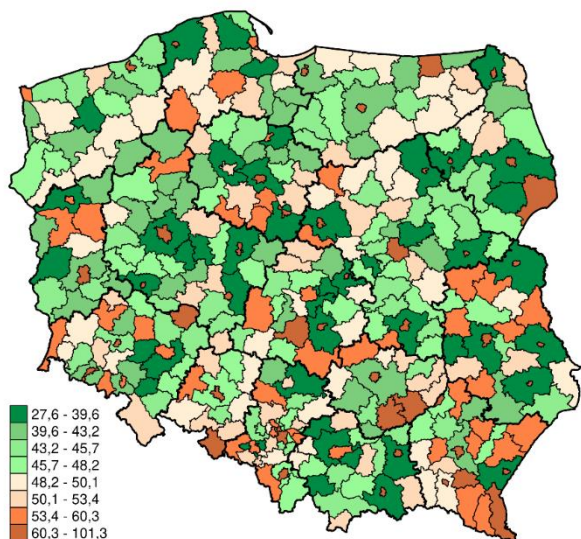 27,6 - 39,6
39,6 - 43,2
43,2 - 45,7
45,7 - 48,2
48,2 - 50,1
50,1 - 53,4
53,4 - 60,3
60,3 - 101,3